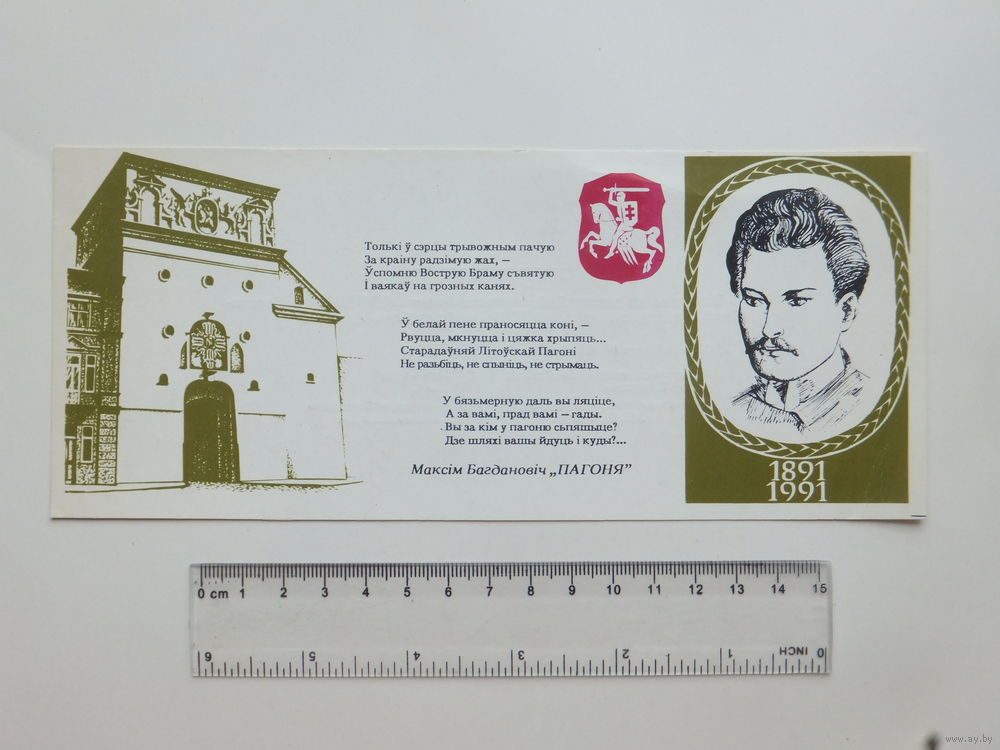 Толькі ў сэрцы трывожным пачую
За краіну радзімую жах, –
Ўспомню Вострую Браму сьвятую
І ваякаў на грозных канях.
Ў белай пене праносяцца коні, –
Рвуцца, мкнуцца і цяжка хрыпяць...
Старадаўняй Літоўскай Пагоні
Не разьбіць, не спыніць, не стрымаць.
У бязьмерную даль вы ляціце,
А за вамі, прад вамі – гады.
Вы за кім у пагоню сьпяшыце?
Дзе шляхі вашы йдуць і куды?...
Максім Багдановіч „ПАГОНЯ”
1891
1991
0 cm 1 2 3 4 5 6 7 8 9 10 11 12 13 14 15
6 5 4 3 2 1 INCH 0
www.ay.by